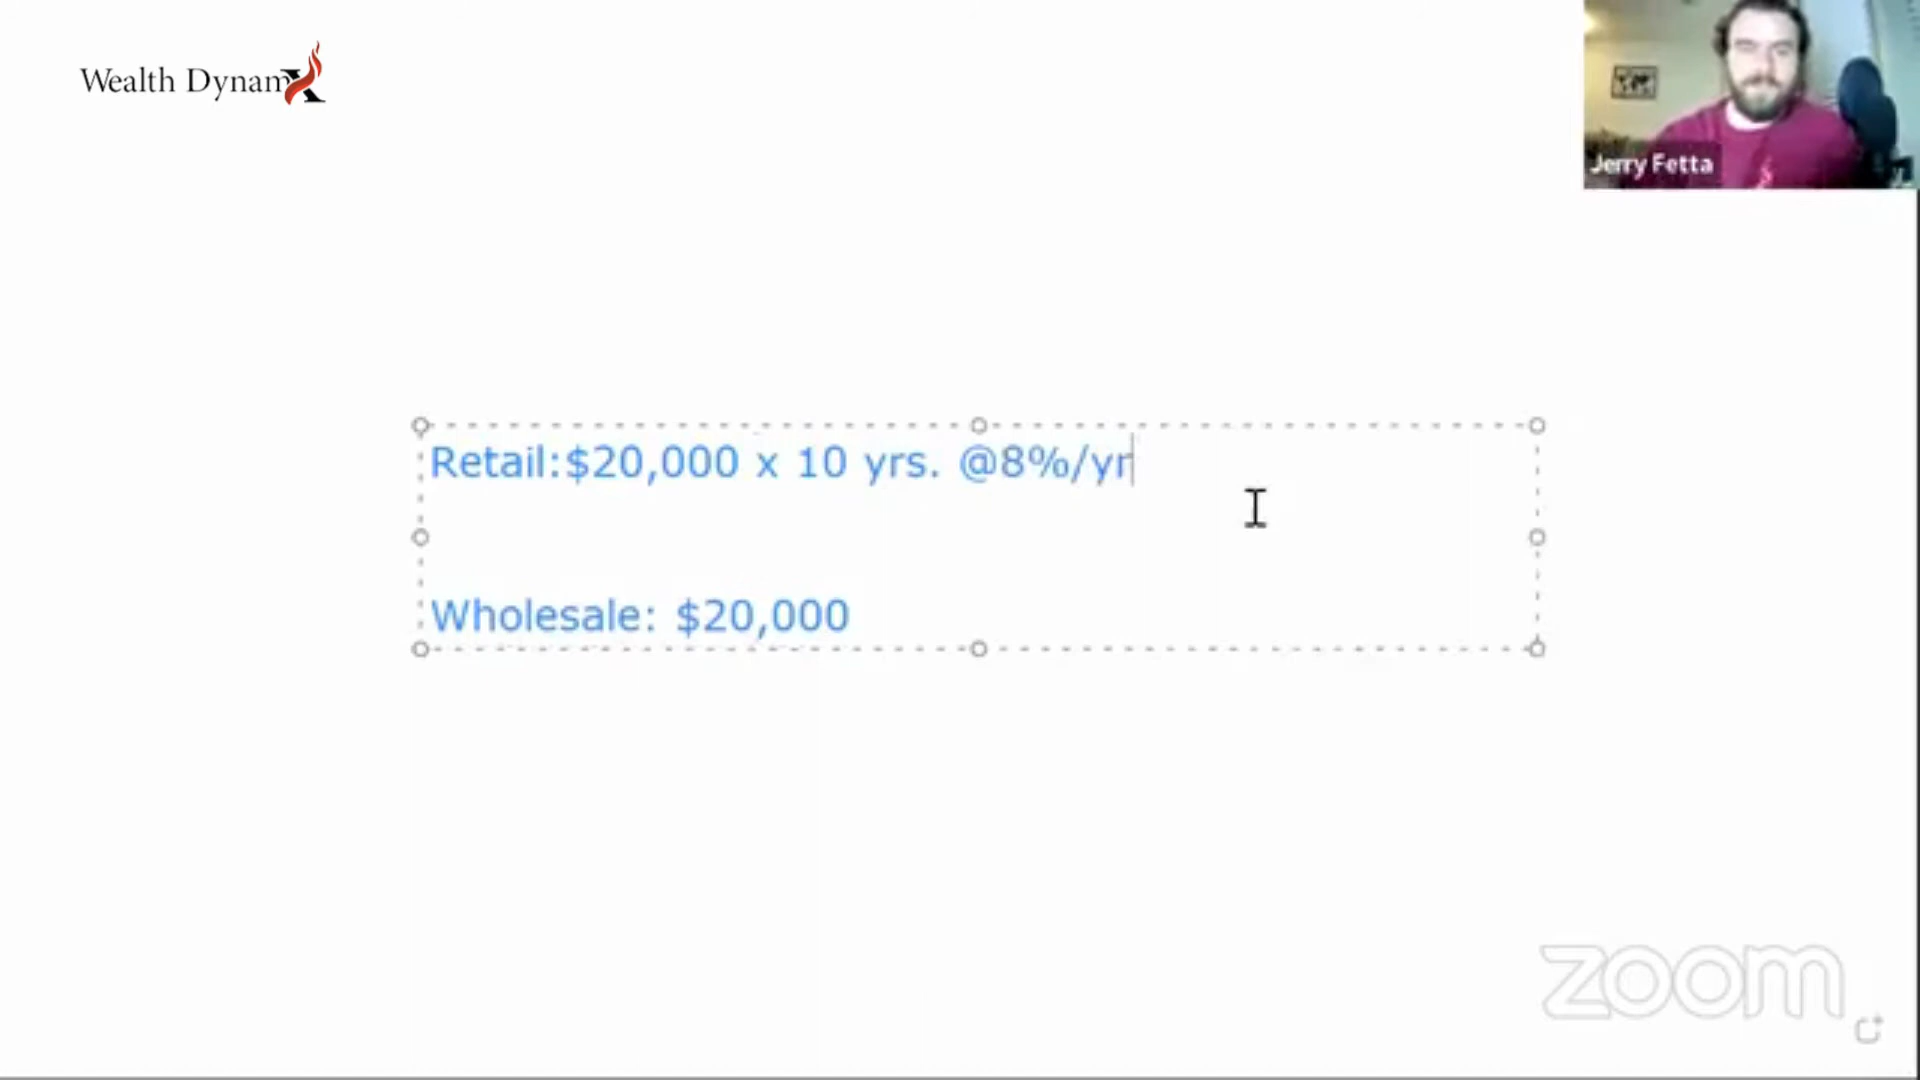 Wealth DynamX
Jerry Fetta
Retail:$20,000 x 10 yrs. @8%/yr
Wholesale: $20,000
zoom